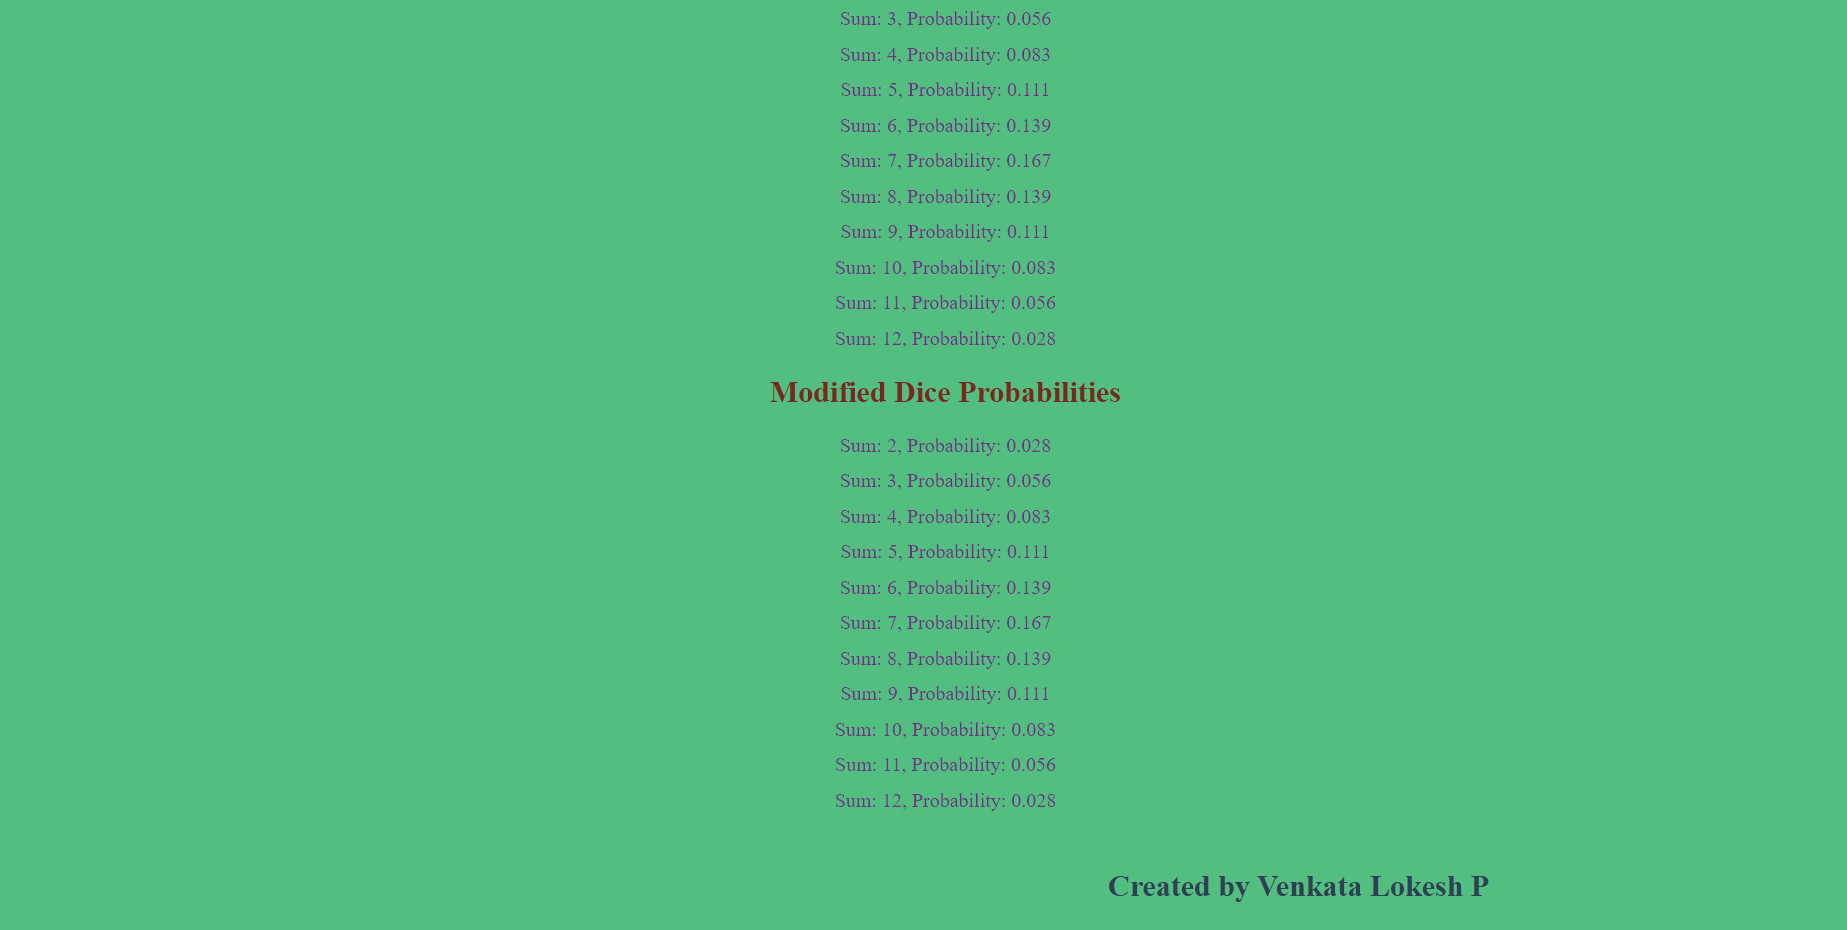 Sum: 3, Probability: 0.056
Sum: 4, Probability: 0.083
Sum: 5, Probability: 0.111
Sum: 6, Probability: 0.139
Sum: 7, Probability: 0.167
Sum: 8, Probability: 0.139
Sum: 9, Probability: 0.111
Sum: 10, Probability: 0.083
Sum: 11, Probability: 0.056
Sum: 12, Probability: 0.028
Modified Dice Probabilities
Sum: 2, Probability: 0.028
Sum: 3, Probability: 0.056
Sum: 4, Probability: 0.083
Sum: 5, Probability: 0.111
Sum: 6, Probability: 0.139
Sum: 7, Probability: 0.167
Sum: 8, Probability: 0.139
Sum: 9, Probability: 0.111
Sum: 10, Probability: 0.083
Sum: 11, Probability: 0.056
Sum: 12, Probability: 0.028
Created by Venkata Lokesh P